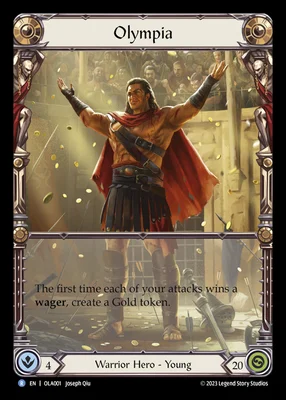 Olympia
The first time each of your attacks wins a
wager, create a Gold token.
4
Warrior Hero - Young
20
R EN | OLA001 Joseph Qiu
© 2023 Legend Story Studios